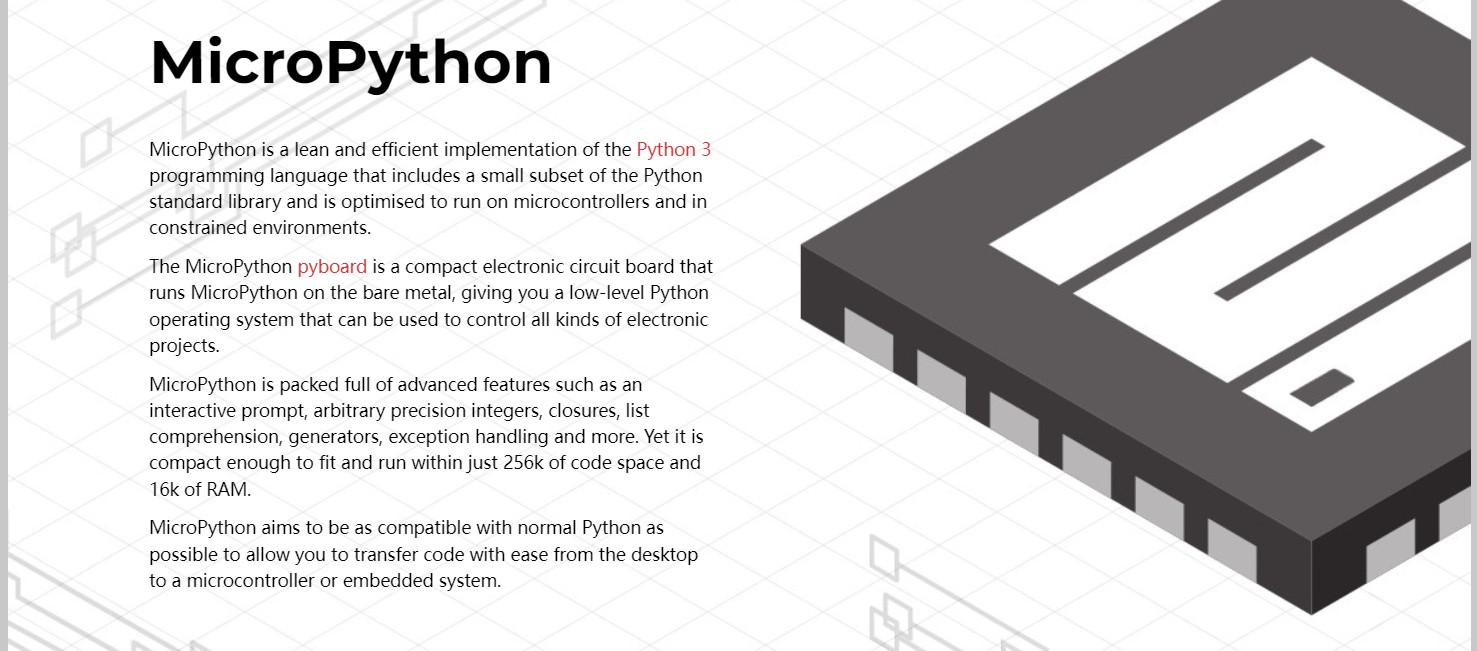 MicroPython
MicroPython is a lean and efficient implementation of the Python 3
programming language that includes a small subset of the Python
standard library and is optimised to run on microcontrollers and in
constrained environments.
The MicroPython pyboard is a compact electronic circuit board that
runs MicroPython on the bare metal, giving you a low-level Python
operating system that can be used to control all kinds of electronic
projects.
MicroPython is packed full of advanced features such as an
interactive prompt, arbitrary precision integers, closures, list
comprehension, generators, exception handling and more. Yet it is
compact enough to fit and run within just 256k of code space and
16k of RAM.
MicroPython aims to be as compatible with normal Python as
possible to allow you to transfer code with ease from the desktop
to a microcontroller or embedded system.